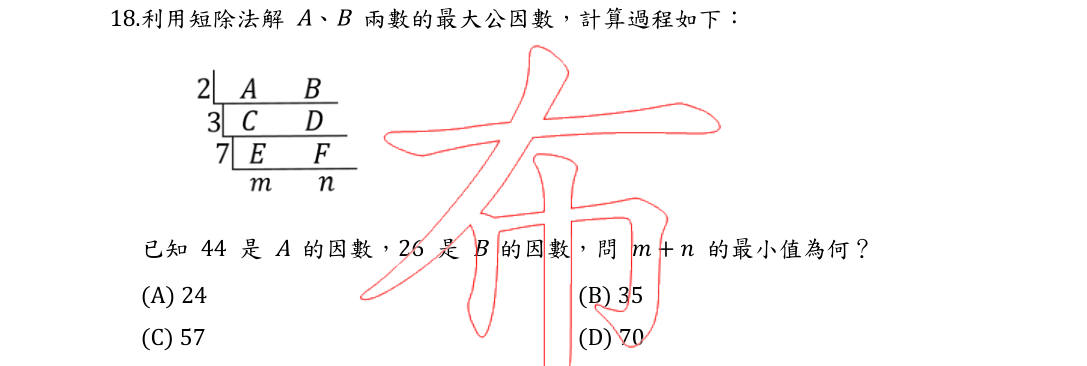 18.利用短除法解 A、B 兩數的最大公因數，計算過程如下：
2 A B
3 C D
7 E F
m n
已知 44 是 A 的因數，26 是 B 的因數，問 m + n 的最小值為何？
(A) 24 (B) 35
(C) 57 (D) 70
布